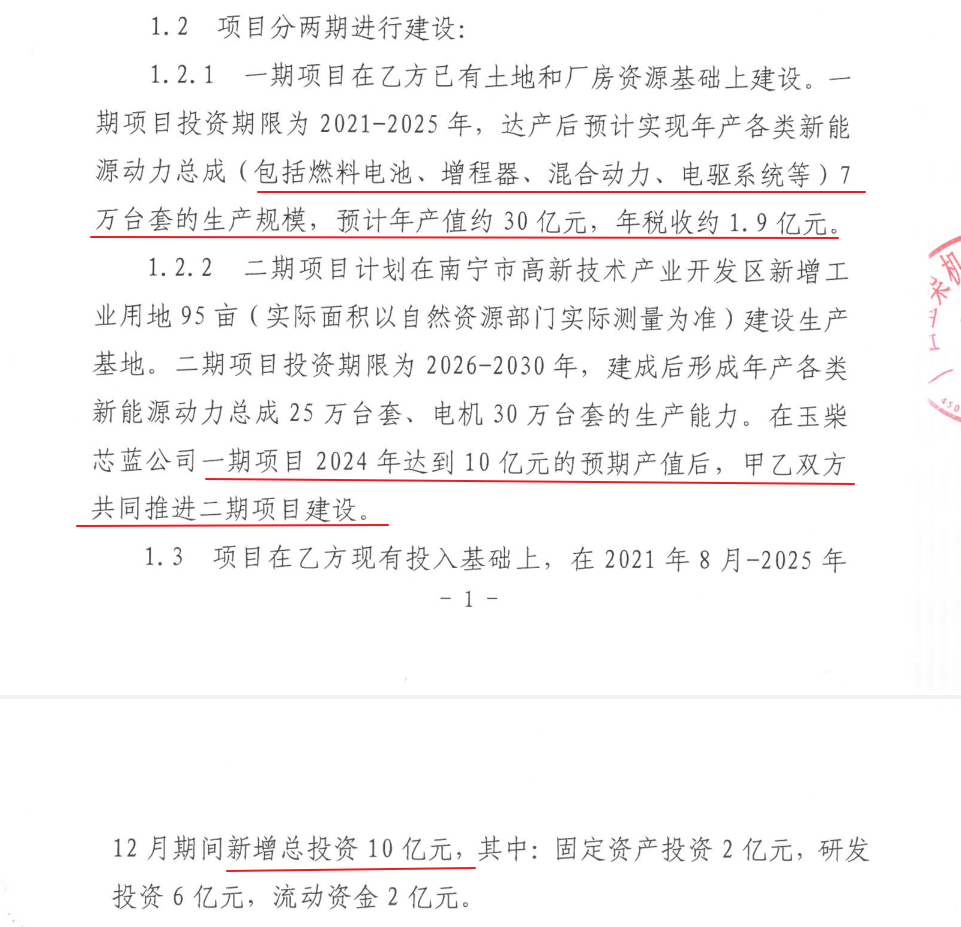 1.2 项目分两期进行建设:
1.2.1 一期项目在乙方已有土地和厂房资源基础上建设。一
期项目投资期限为 2021-2025 年，达产后预计实现年产各类新能
源动力总成（包括燃料电池、增程器、混合动力、电驱系统等）7
万台套的生产规模，预计年产值约 30 亿元，年税收约 1.9 亿元。
1.2.2 二期项目计划在南宁市高新技术产业开发区新增工
业用地 95 亩（实际面积以自然资源部门实际测量为准）建设生产
基地。二期项目投资期限为 2026-2030 年，建成后形成年产各类
新能源动力总成 25 万台套、电机 30 万台套的生产能力。在玉柴
芯蓝公司一期项目 2024 年达到 10 亿元的预期产值后，甲乙双方
共同推进二期项目建设。
1.3 项目在乙方现有投入基础上，在 2021 年 8 月-2025 年
- 1 -
12 月期间新增总投资 10 亿元，其中: 固定资产投资 2 亿元，研发
投资 6 亿元，流动资金 2 亿元。
柴机
450